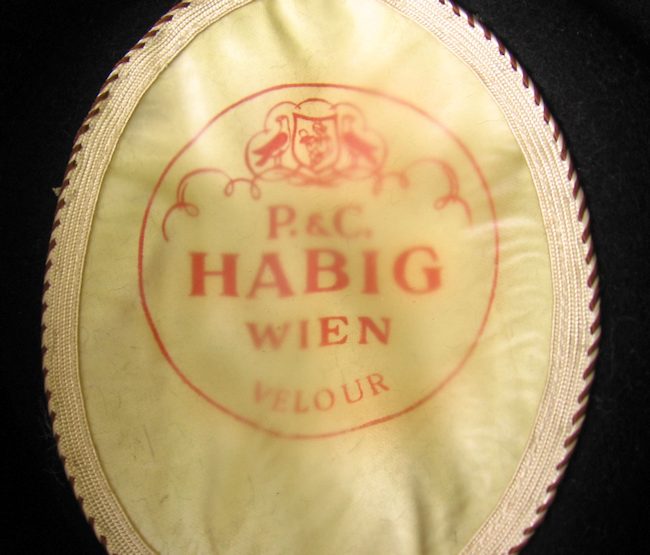 P. & C.
HABIG
WIEN
VELOUR